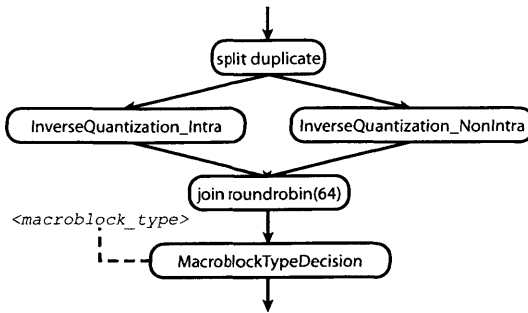 split duplicate
InverseQuantization_Intra
InverseQuantization_NonIntra
join roundrobin(64)
<macroblock_type>
MacroblockTypeDecision